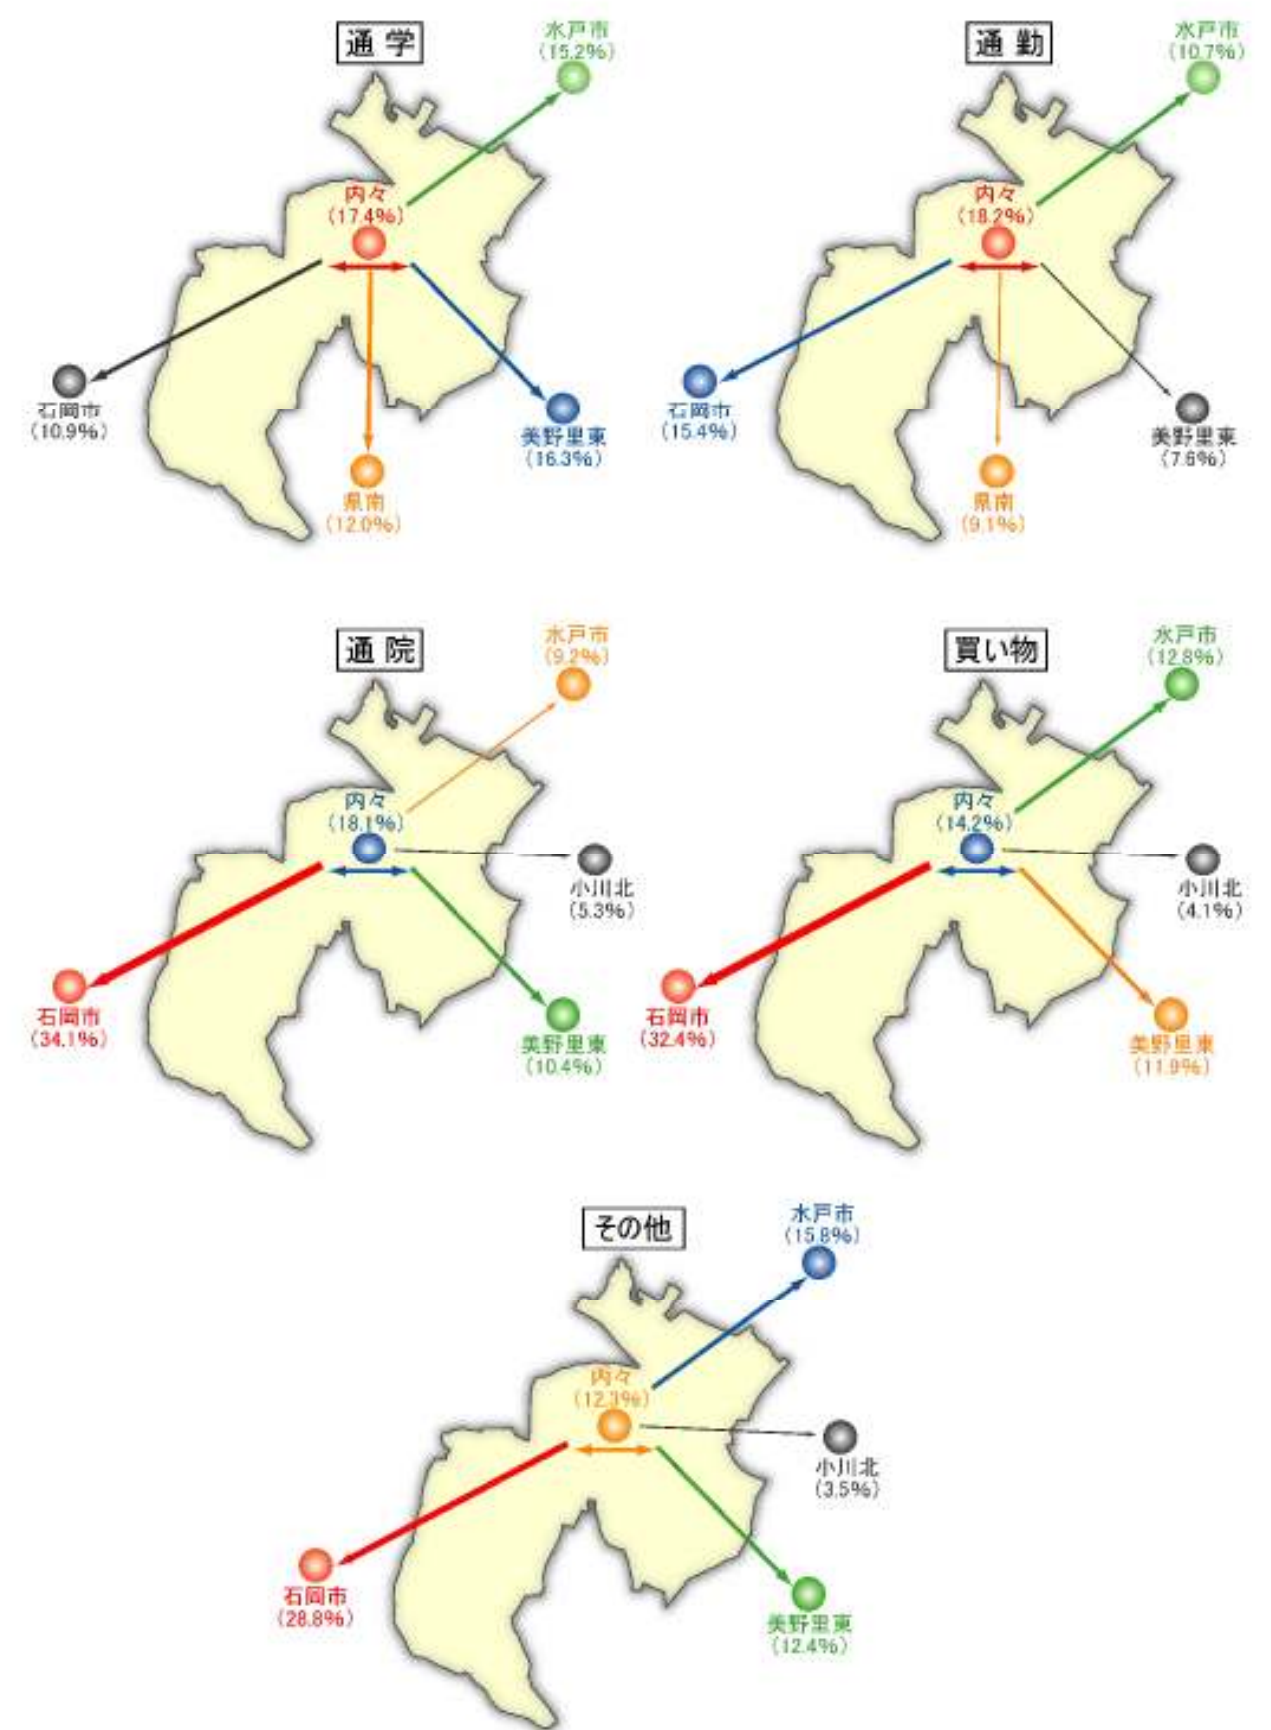 通学
水戸市
(15.2%)
内々
(17.4%)
石岡市
(10.9%)
美野里東
(16.3%)
県南
(12.0%)
通勤
水戸市
(10.7%)
内々
(18.2%)
石岡市
(15.4%)
美野里東
(7.6%)
県南
(9.1%)
通院
水戸市
(9.2%)
内々
(18.1%)
小川北
(5.3%)
石岡市
(34.1%)
美野里東
(10.4%)
買い物
水戸市
(12.8%)
内々
(14.2%)
小川北
(4.1%)
石岡市
(32.4%)
美野里東
(11.9%)
その他
水戸市
(15.8%)
内々
(12.3%)
小川北
(3.5%)
石岡市
(28.8%)
美野里東
(12.4%)